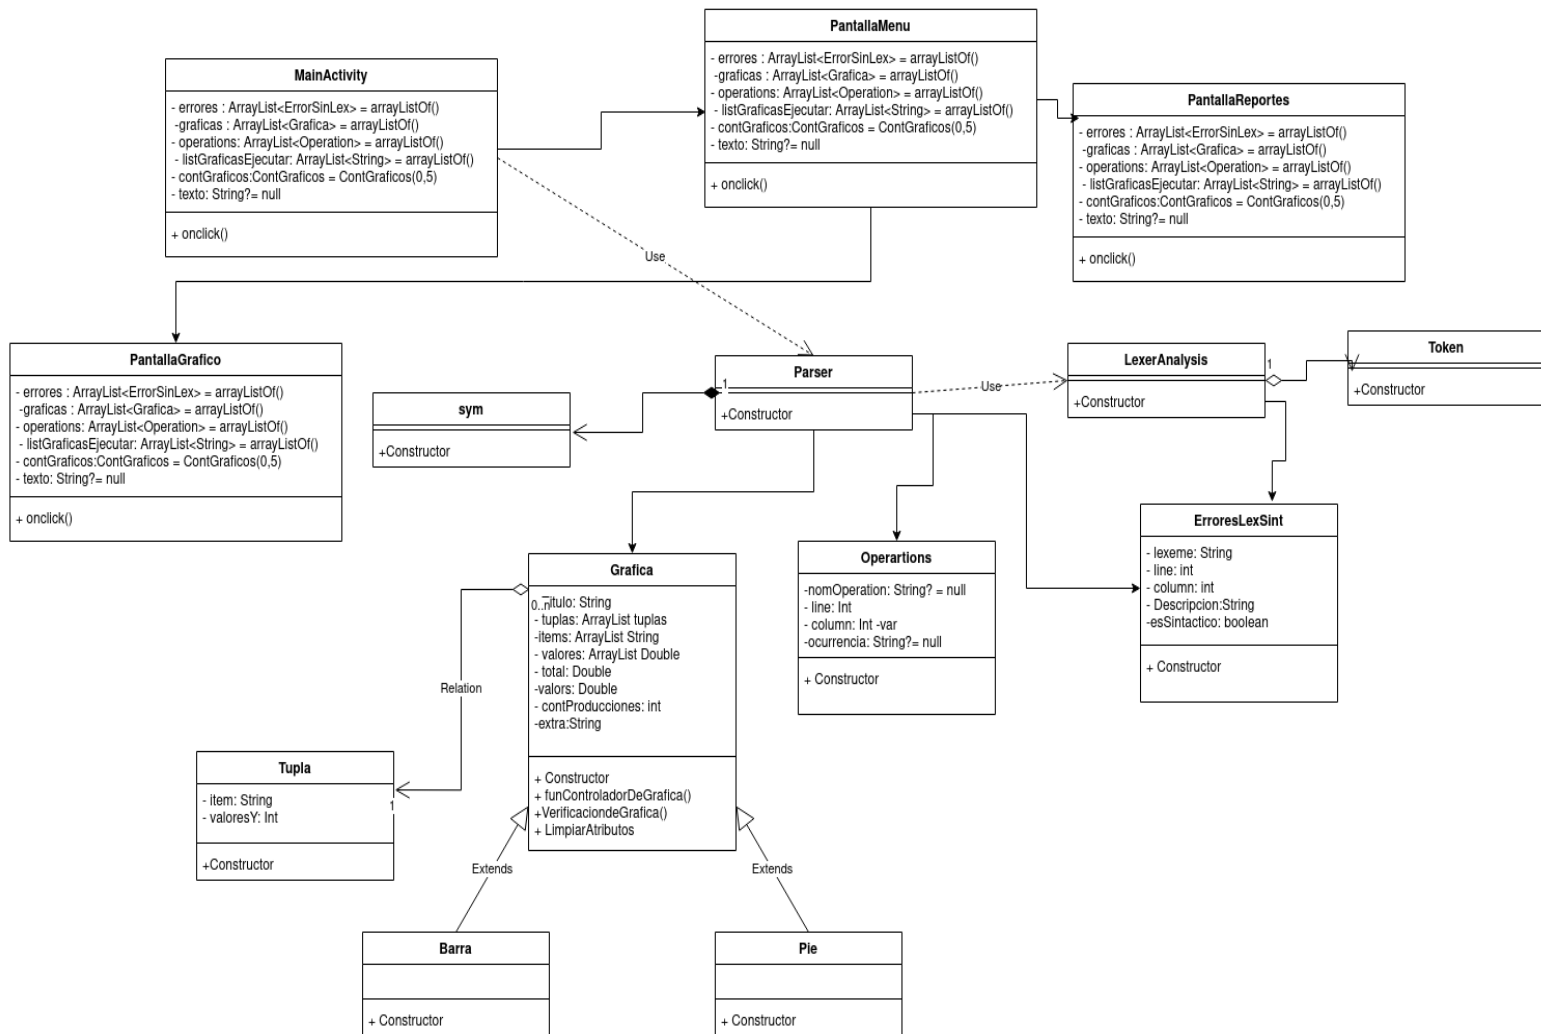 PantallaMenu
- errores : ArrayList<ErrorSinLex> = arrayListOf()
-graficas : ArrayList<Grafica> = arrayListOf()
- operations: ArrayList<Operation> = arrayListOf()
- listGraficasEjecutar: ArrayList<String> = arrayListOf()
- contGraficos:ContGraficos = ContGraficos(0,5)
- texto: String?= null
+ onclick()
MainActivity
- errores : ArrayList<ErrorSinLex> = arrayListOf()
-graficas : ArrayList<Grafica> = arrayListOf()
- operations: ArrayList<Operation> = arrayListOf()
- listGraficasEjecutar: ArrayList<String> = arrayListOf()
- contGraficos:ContGraficos = ContGraficos(0,5)
- texto: String?= null
+ onclick()
PantallaReportes
- errores : ArrayList<ErrorSinLex> = arrayListOf()
-graficas : ArrayList<Grafica> = arrayListOf()
- operations: ArrayList<Operation> = arrayListOf()
- listGraficasEjecutar: ArrayList<String> = arrayListOf()
- contGraficos:ContGraficos = ContGraficos(0,5)
- texto: String?= null
+ onclick()
Use
PantallaGrafico
- errores : ArrayList<ErrorSinLex> = arrayListOf()
-graficas : ArrayList<Grafica> = arrayListOf()
- operations: ArrayList<Operation> = arrayListOf()
- listGraficasEjecutar: ArrayList<String> = arrayListOf()
- contGraficos:ContGraficos = ContGraficos(0,5)
- texto: String?= null
+ onclick()
sym
+Constructor
Parser
1
+Constructor
Use
LexerAnalysis
+Constructor
1
Token
+Constructor
Grafica
0..n
- tuplas: ArrayList tuplas
-items: ArrayList String
- valores: ArrayList Double
- total: Double
-valors: Double
- contProducciones: int
-extra:String
+ Constructor
+ funControladorDeGrafica()
+VerificaciondeGrafica()
+ LimpiarAtributos
Operartions
-nomOperation: String? = null
- line: Int
- column: Int -var
-ocurrencia: String?= null
+ Constructor
ErroresLexSint
- lexeme: String
- line: int
- column: int
- Descripcion:String
-esSintactico: boolean
+ Constructor
Relation
Tupla
- item: String
- valoresY: Int
+Constructor
1
Extends
Extends
Barra
+ Constructor
Pie
+ Constructor